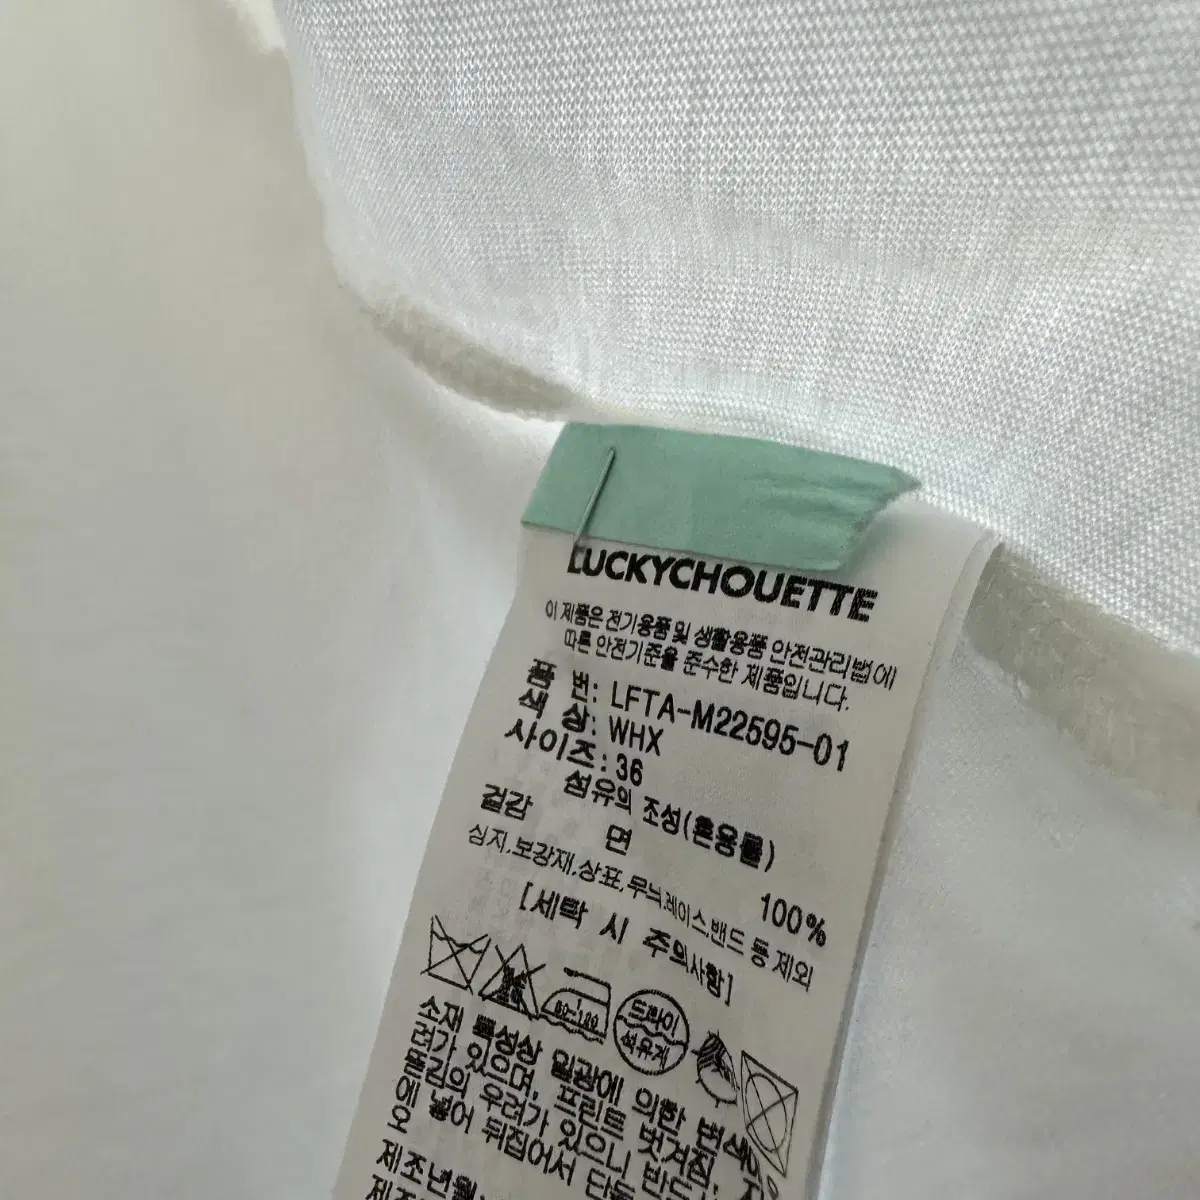 LUCKYCHOUETTE
이 제품은 전기용품 및 생활용품 안전관리법에
따른 안전기준을 준수한 제품입니다.
품 번: LFTA-M22595-01
색 상: WHX
사이즈: 36
섬유의 조성(혼용률)
겉감 면 100%
심지,보강재,상표,무늬,레이스,밴드 등 제외
[세탁 시 주의사항]
80~120
드라이
석유계
소재 특성상 일광에 의한 변색
려가 있으며, 프린트 벗겨짐,
물림의 우려가 있으니 반드
에 넣어 뒤집어서 단독
오
제조년월:
제조